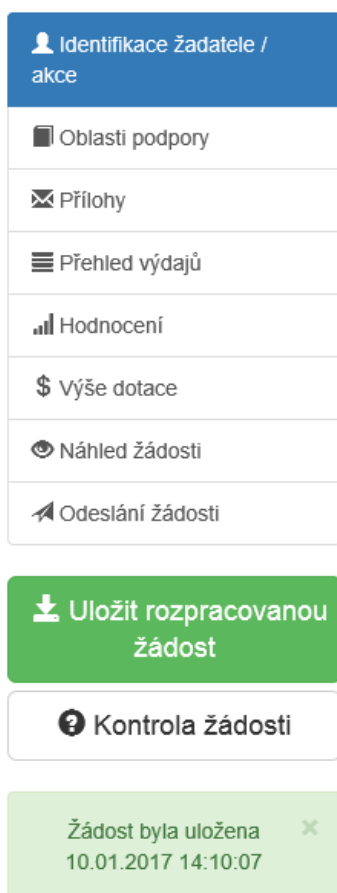 Identifikace žadatele /
akce
Oblasti podpory
Přílohy
Přehled výdajů
Hodnocení
$ Výše dotace
Náhled žádosti
Odeslání žádosti
Uložit rozpracovanou
žádost
Kontrola žádosti
Žádost byla uložena ×
10.01.2017 14:10:07